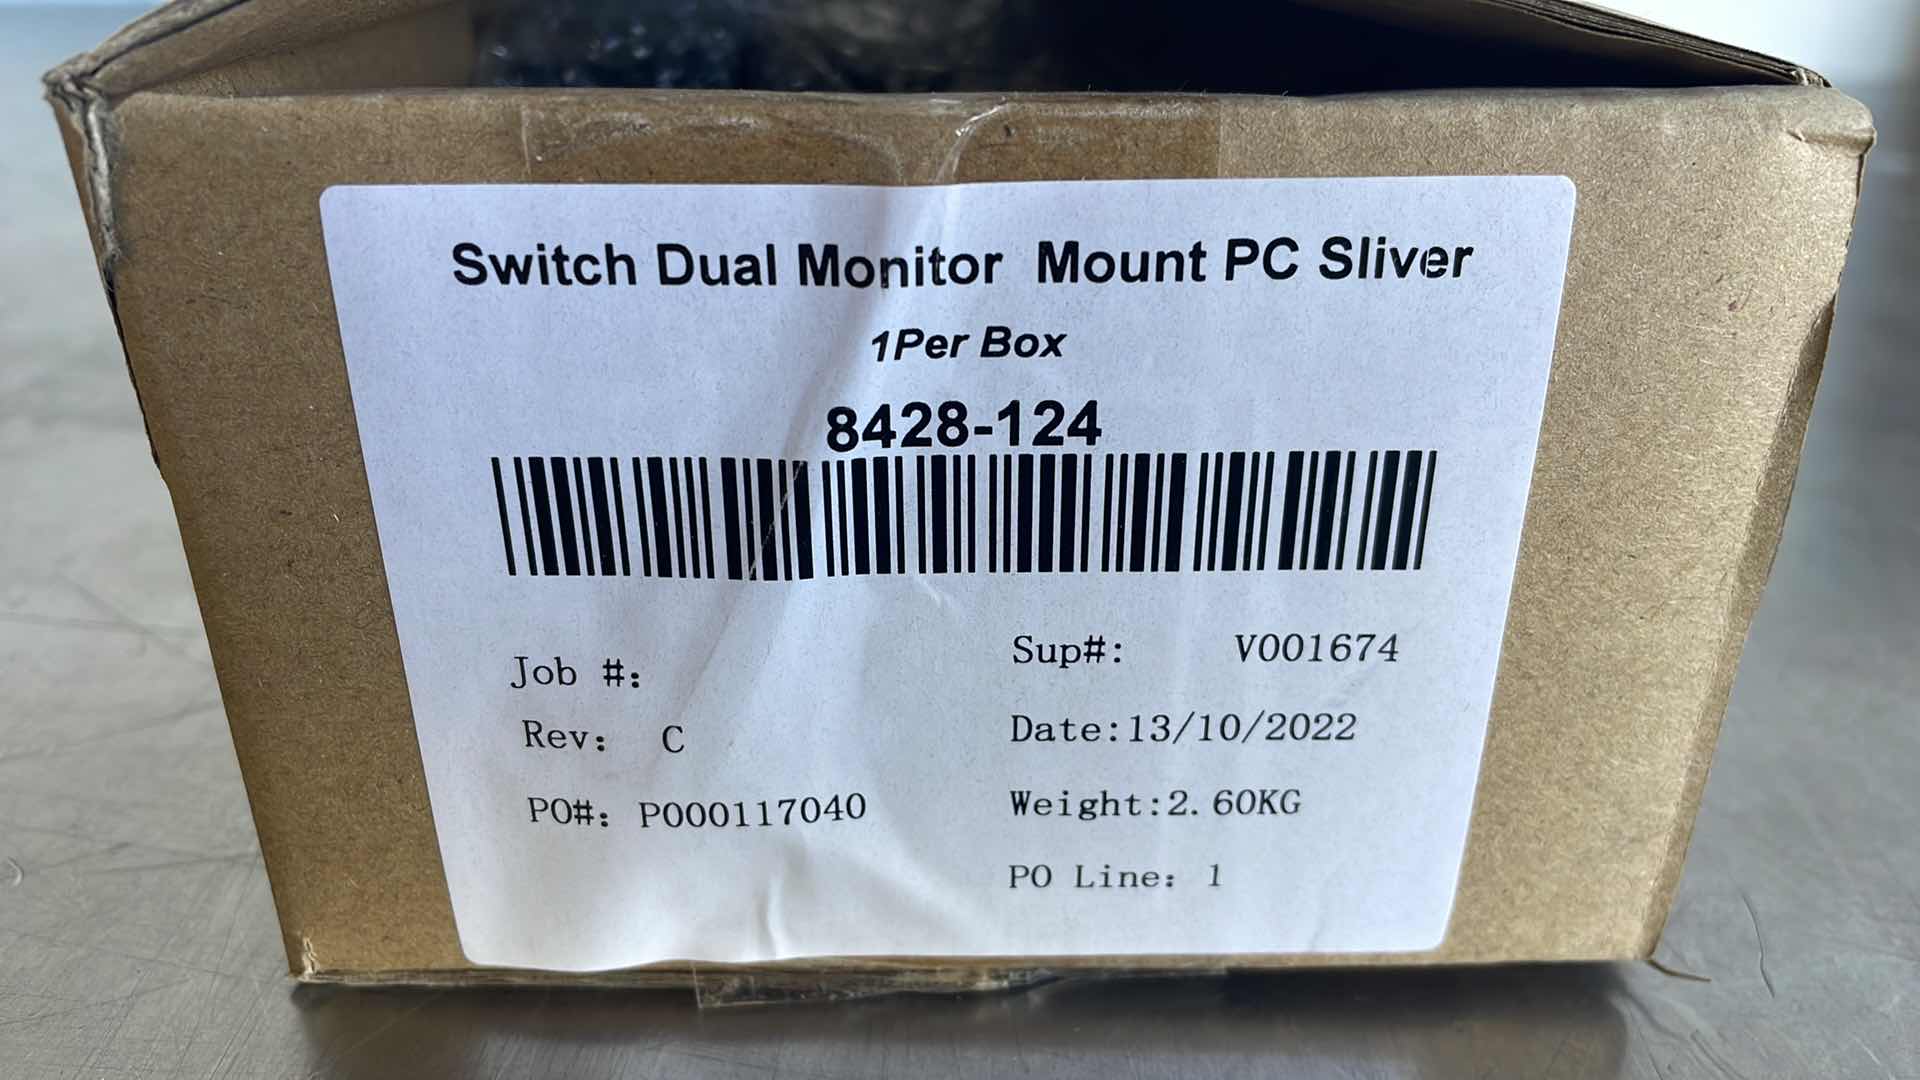 Switch Dual Monitor Mount PC Sliver
1Per Box
8428-124
Job #:
Sup#: V001674
Rev: C
Date:13/10/2022
PO#: P000117040
Weight:2.60KG
PO Line: 1